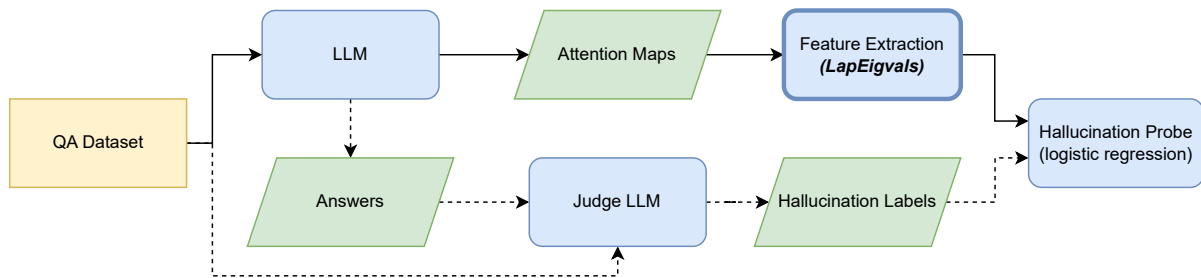 QA Dataset
LLM
Attention Maps
Feature Extraction
(LapEigvals)
Answers
Judge LLM
Hallucination Labels
Hallucination Probe
(logistic regression)